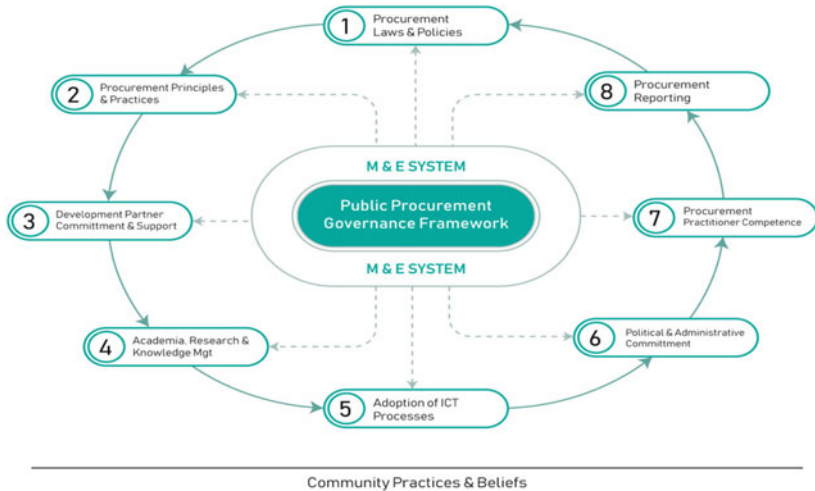 1
Procurement
Laws & Policies
2
Procurement Principles
& Practices
8
Procurement
Reporting
M & E SYSTEM
Public Procurement
Governance Framework
M & E SYSTEM
3
Development Partner
Committment & Support
7
Procurement
Practitioner Competence
4
Academia, Research &
Knowledge Mgt
6
Political & Administrative
Commitment
5
Adoption of ICT
Processes
Community Practices & Beliefs